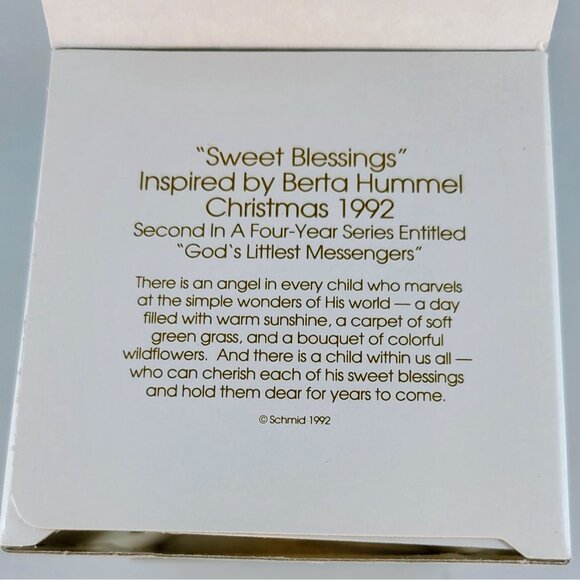 "Sweet Blessings"
Inspired by Berta Hummel
Christmas 1992
Second In A Four-Year Series Entitled
"God's Littlest Messengers"
There is an angel in every child who marvels
at the simple wonders of His world — a day
filled with warm sunshine, a carpet of soft
green grass, and a bouquet of colorful
wildflowers. And there is a child within us all —
who can cherish each of his sweet blessings
and hold them dear for years to come.
© Schmid 1992